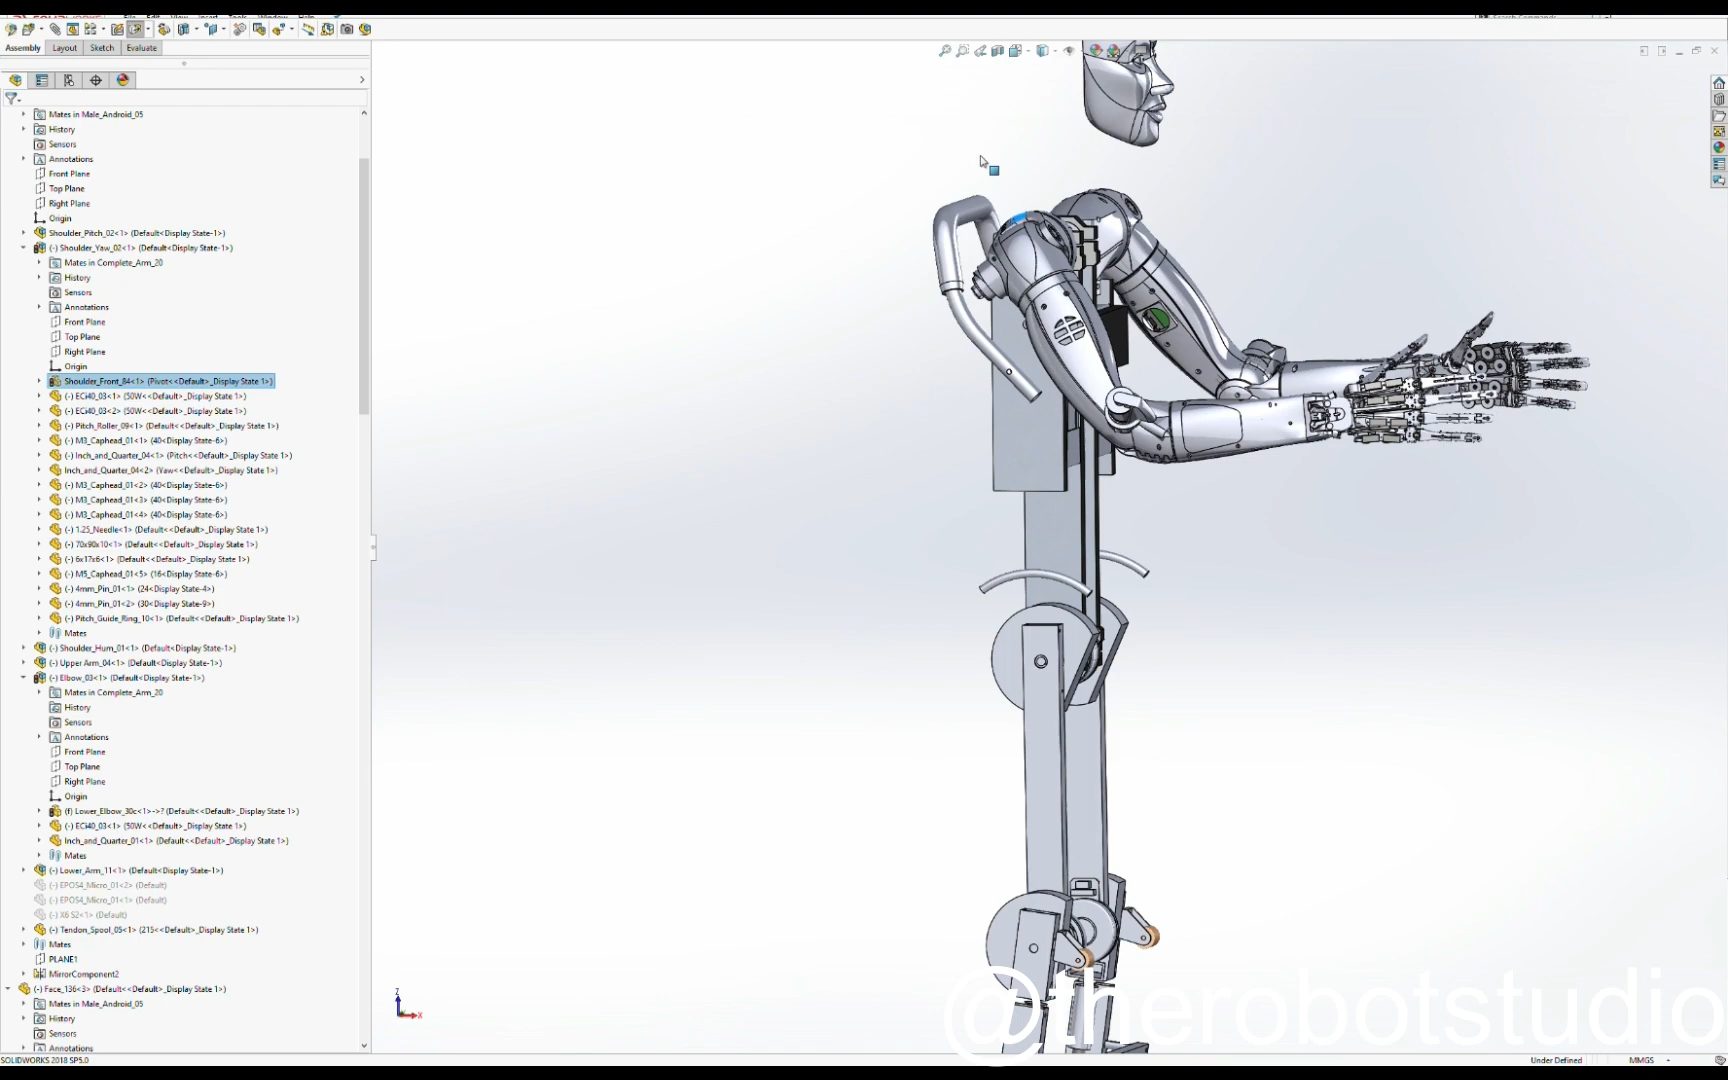 Assembly
Layout
Sketch
Evaluate
Mates in Male_Android_05
History
Sensors
Annotations
Front Plane
Top Plane
Right Plane
Origin
Shoulder_Pitch_02<1> (Default<Display State-1>)
(-) Shoulder_Yaw_02<1> (Default<Display State-1>)
Mates in Complete_Arm_20
History
Sensors
Annotations
Front Plane
Top Plane
Right Plane
Origin
Shoulder_Front_84<1> (Pivot<<Default>_Display State 1>)
(-) ECi40_03<1> (50W<<Default>_Display State 1>)
(-) ECi40_03<2> (50W<<Default>_Display State 1>)
(-) Pitch_Roller_09<1> (Default<<Default>_Display State 1>)
(-) M3_Caphead_01<1> (40<Display State-6>)
(-) Inch_and_Quarter_04<1> (Pitch<<Default>_Display State 1>)
Inch_and_Quarter_04<2> (Yaw<<Default>_Display State 1>)
(-) M3_Caphead_01<2> (40<Display State-6>)
(-) M3_Caphead_01<3> (40<Display State-6>)
(-) M3_Caphead_01<4> (40<Display State-6>)
(-) 1.25_Needle<1> (Default<<Default>_Display State 1>)
(-) 70x90x10<1> (Default<<Default>_Display State 1>)
(-) 6x17x6<1> (Default<<Default>_Display State 1>)
(-) M5_Caphead_01<5> (16<Display State-6>)
(-) 4mm_Pin_01<1> (24<Display State-4>)
(-) 4mm_Pin_01<2> (30<Display State-9>)
(-) Pitch_Guide_Ring_10<1> (Default<<Default>_Display State 1>)
Mates
(-) Shoulder_Hum_01<1> (Default<Display State-1>)
(-) Upper Arm_04<1> (Default<Display State-1>)
(-) Elbow_03<1> (Default<Display State-1>)
Mates in Complete_Arm_20
History
Sensors
Annotations
Front Plane
Top Plane
Right Plane
Origin
(f) Lower_Elbow_30c<1>->? (Default<<Default>_Display State 1>)
(-) ECi40_03<1> (50W<<Default>_Display State 1>)
Inch_and_Quarter_01<1> (Default<<Default>_Display State 1>)
Mates
(-) Lower_Arm_11<1> (Default<Display State-1>)
(-) EPOS4_Micro_01<2> (Default)
(-) EPOS4_Micro_01<1> (Default)
(-) X6 S2<1> (Default)
(-) Tendon_Spool_05<1> (215<<Default>_Display State 1>)
Mates
PLANE1
MirrorComponent2
(-) Face_136<3> (Default<<Default>_Display State 1>)
Mates in Male_Android_05
History
Sensors
Annotations
Z
X
@therobotstudio
SOLIDWORKS 2018 SP5.0
Under Defined
MMGS